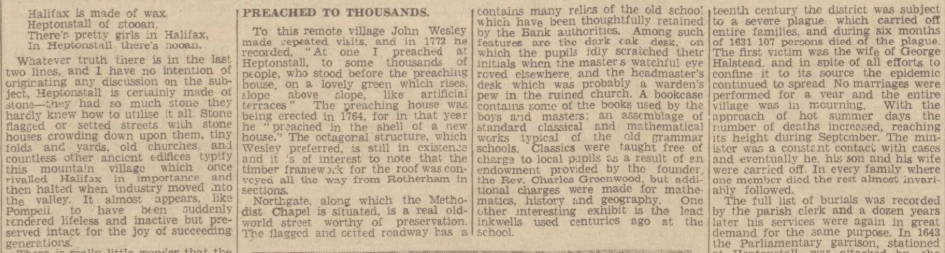 Halifax is made of wax.
Heptonstall of stooan,
There's pretty girls in Halifax,
In Heptonstall there's nooan.
Whatever truth there is in the last
two lines, and I have no intention of
originating any discussion on the sub-
ject, Heptonstall is certainly made of
stone—they had so much stone they
hardly knew how to utilise it all. Stone
flagged or setted streets with stone
houses crowding down upon them, tiny
folds and yards, old churches, and
countless other ancient edifices typify
this mountain village which once
rivalled Halifax in importance and
then halted when industry moved into
the valley. It almost appears, like
Pompeii to have been suddenly
rendered lifeless and inactive but pre-
served intact for the joy of succeeding
generations.
There is really little wonder that the
PREACHED TO THOUSANDS.
To this remote village John Wesley
made repeated visits, and in 1772 he
recorded, "At one I preached at
Heptonstall, to some thousands of
people, who stood before the preaching
house, on a lovely green which rises,
slope above slope, like artificial
terraces" The preaching house was
being erected in 1764, for in that year
he "preached in the shell of a new
house." The octagonal structure, which
Wesley preferred, is still in existence
and it is of interest to note that the
timber framework for the roof was con-
veyed all the way from Rotherham in
sections.
Northgate, along which the Metho-
dist Chapel is situated, is a real old-
world street worthy of preservation.
The flagged and setted roadway has a
contains many relics of the old school
which have been thoughtfully retained
by the Bank authorities. Among such
features are the dark oak desk, on
which the pupils idly scratched their
initials when the masters watchful eye
roved elsewhere, and the headmaster's
desk which was probably a warden's
pew in the ruined church. A bookcase
contains some of the books used by the
boys and masters: an assemblage of
standard classical and mathematical
works typical of the old grammar
schools. Classics were taught free of
charge to local pupils as a result of an
endowment provided by the founder,
the Rev. Charles Greenwood, but addi-
tional charges were made for mathe-
matics, history and geography. One
other interesting exhibit is the lead
inkwells used centuries ago at the
school.
teenth century the district was subject
to a severe plague which carried off
entire families, and during six months
of 1631 107 persons died of the plague.
The first victim was the wife of George
Halstead, and in spite of all efforts to
confine it to its source the epidemic
continued to spread No marriages were
performed for a year and the entire
village was in mourning. With the
approach of hot summer days the
number of deaths increased, reaching
its height during September. The min-
ister was a constant contact with cases
and eventually he, his son and his wife
were carried off. In every family where
one member died the rest almost invari-
ably followed.
The full list of burials was recorded
by the parish clerk and a dozen years
later his services were again in great
demand for the same purpose. In 1643
the Parliamentary garrison, stationed
at Heptonstall, was attacked by the